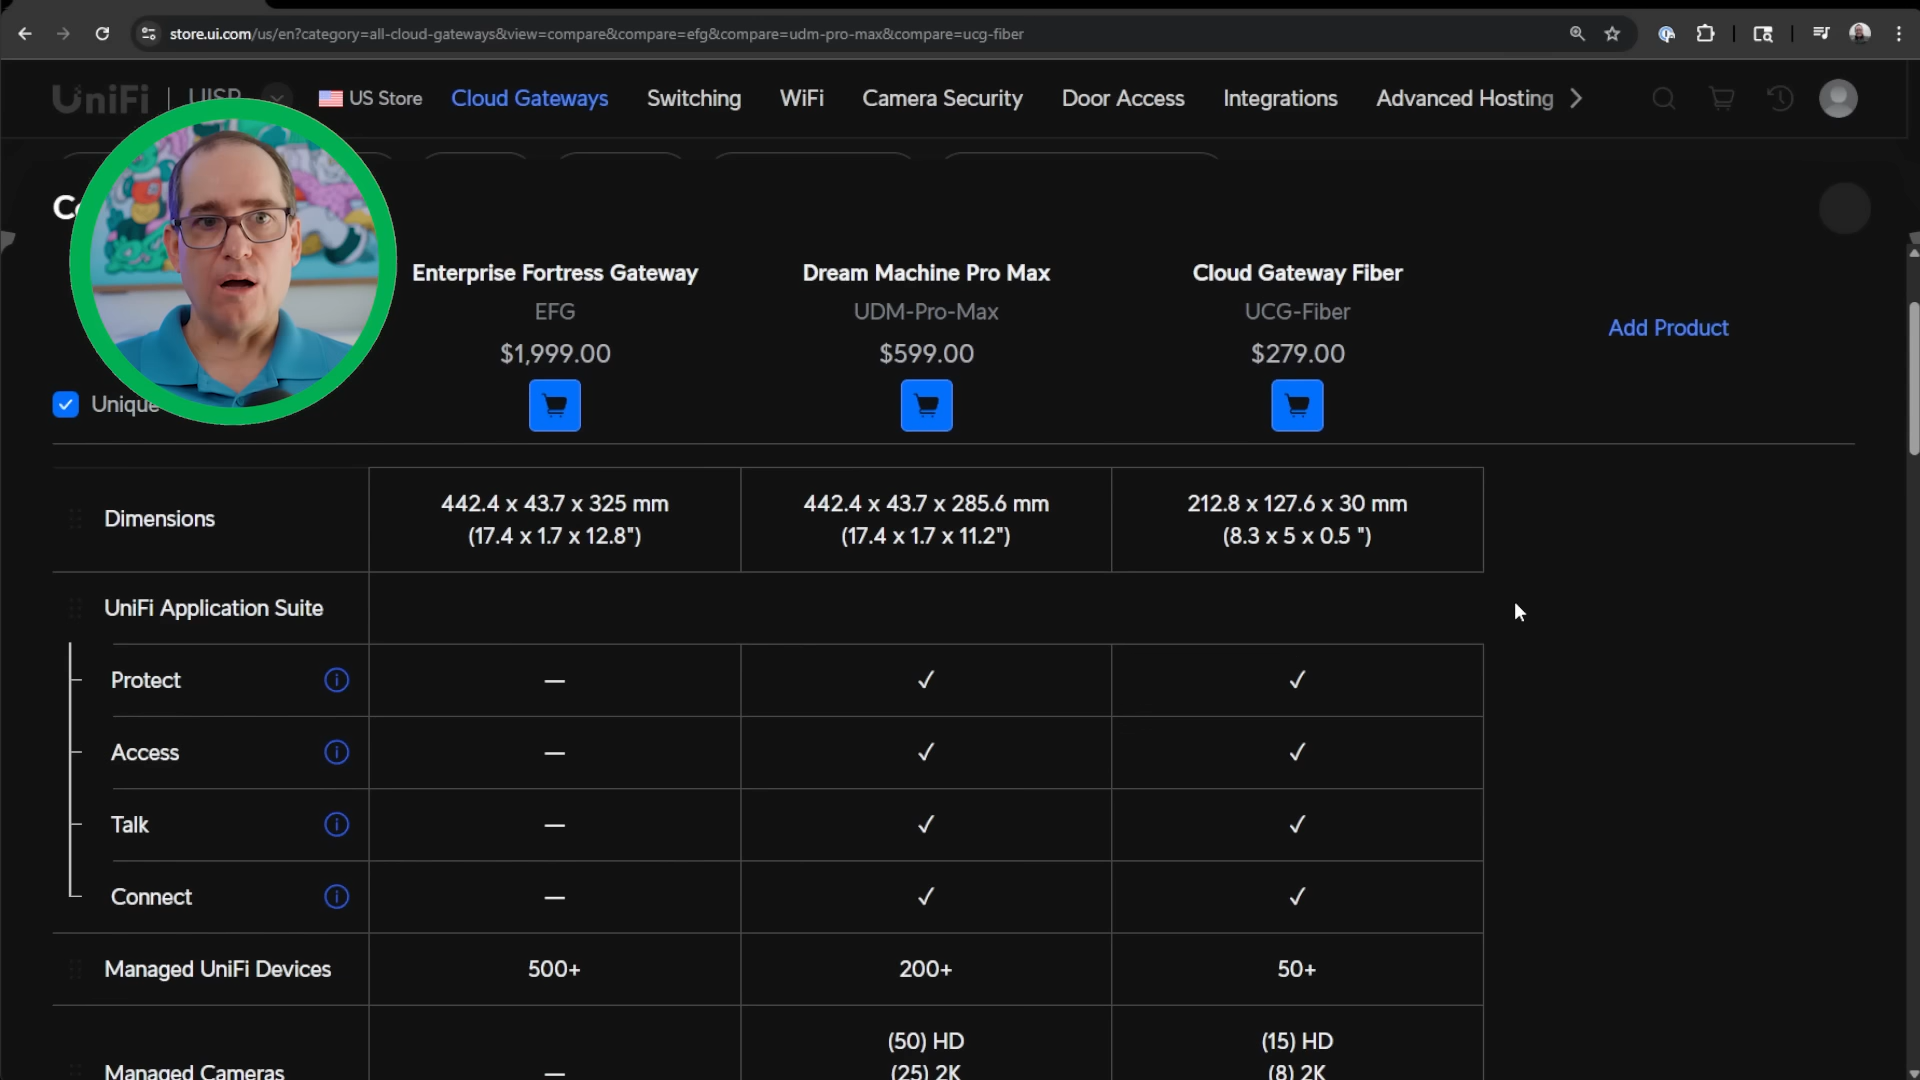 store.ui.com/us/en?category=all-cloud-gateways&view=compare&compare=efg&compare=udm-pro-max&compare=ucg-fiber
UniFi | UISP US Store Cloud Gateways Switching WiFi Camera Security Door Access Integrations Advanced Hosting
Enterprise Fortress Gateway Dream Machine Pro Max Cloud Gateway Fiber
EFG UDM-Pro-Max UCG-Fiber
Add Product
$1,999.00 $599.00 $279.00
Unique
Dimensions 442.4 x 43.7 x 325 mm 442.4 x 43.7 x 285.6 mm 212.8 x 127.6 x 30 mm
(17.4 x 1.7 x 12.8") (17.4 x 1.7 x 11.2") (8.3 x 5 x 0.5 ")
UniFi Application Suite
Protect — ✓ ✓
Access — ✓ ✓
Talk — ✓ ✓
Connect — ✓ ✓
Managed UniFi Devices 500+ 200+ 50+
(50) HD (15) HD
Managed Cameras — (25) 2K (8) 2K